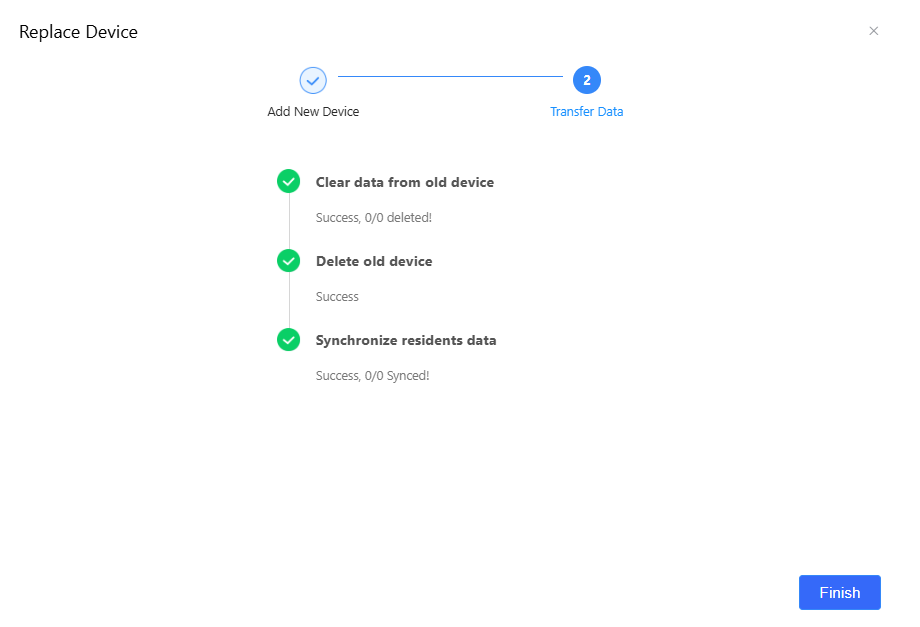 Replace Device
2
Add New Device
Transfer Data
Clear data from old device
Success, 0/0 deleted!
Delete old device
Success
Synchronize residents data
Success, 0/0 Synced!
Finish